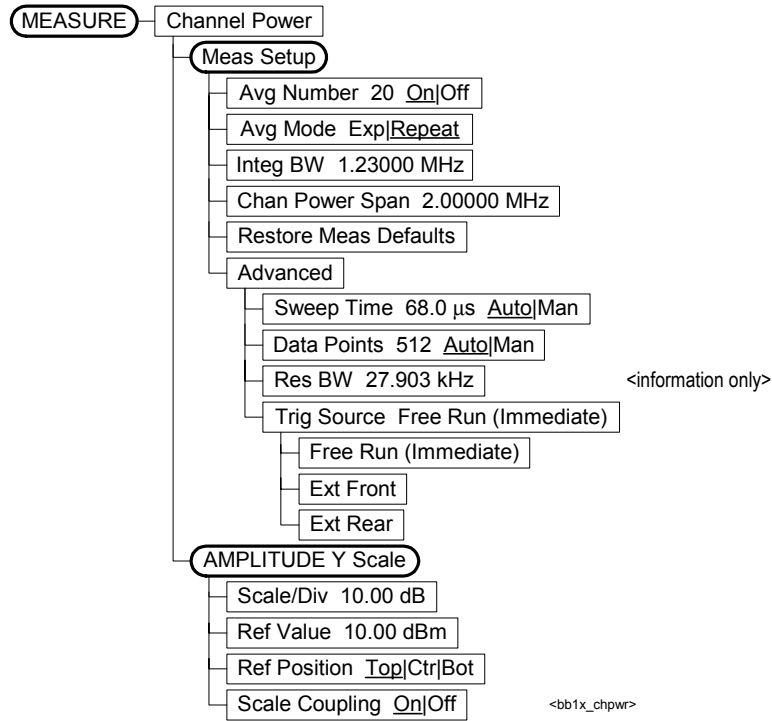 MEASURE Channel Power
Meas Setup
Avg Number 20 On|Off
Avg Mode Exp|Repeat
Integ BW 1.23000 MHz
Chan Power Span 2.00000 MHz
Restore Meas Defaults
Advanced
Sweep Time 68.0 μs Auto|Man
Data Points 512 Auto|Man
Res BW 27.903 kHz <information only>
Trig Source Free Run (Immediate)
Free Run (Immediate)
Ext Front
Ext Rear
AMPLITUDE Y Scale
Scale/Div 10.00 dB
Ref Value 10.00 dBm
Ref Position Top|Ctr|Bot
Scale Coupling On|Off <bb1x_chpwr>